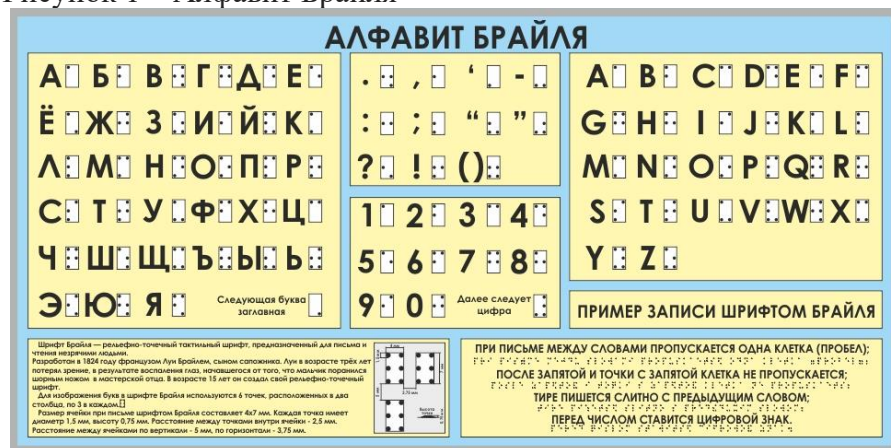 Рисунок 1 – Алфавит Брайля
АЛФАВИТ БРАЙЛЯ
А Б В Г Д Е
Ё Ж З И Й К
Л М Н О П Р
С Т У Ф Х Ц
Ч Ш Щ Ъ Ы Ь
Э Ю Я Следующая буква заглавная
. , ‘ -
: ; “ ”
? ! ()
1 2 3 4
5 6 7 8
9 0 Далее следует цифра
A B C D E F
G H I J K L
M N O P Q R
S T U V W X
Y Z
ПРИМЕР ЗАПИСИ ШРИФТОМ БРАЙЛЯ
Шрифт Брайля — рельефно-точечный тактильный шрифт, предназначенный для письма и
чтения незрячими людьми.
Разработан в 1824 году французом Луи Брайлем, сыном сапожника. Луи в возрасте трёх лет
потерял зрение, в результате воспаления глаз, начавшегося от того, что мальчик поранился
шорным ножом в мастерской отца. В возрасте 15 лет он создал свой рельефно-точечный
шрифт.
Для изображения букв в шрифте Брайля используются 6 точек, расположенных в два
столбца, по 3 в каждом.
Размер ячейки при письме шрифтом Брайля составляет 4х7 мм. Каждая точка имеет
диаметр 1,5 мм, высоту 0,75 мм. Расстояние между точками внутри ячейки - 2,5 мм.
Расстояние между ячейками по вертикали - 5 мм, по горизонтали - 3,75 мм.
3,75 мм
Высота точки
ПРИ ПИСЬМЕ МЕЖДУ СЛОВАМИ ПРОПУСКАЕТСЯ ОДНА КЛЕТКА (ПРОБЕЛ);
ПОСЛЕ ЗАПЯТОЙ И ТОЧКИ С ЗАПЯТОЙ КЛЕТКА НЕ ПРОПУСКАЕТСЯ;
ТИРЕ ПИШЕТСЯ СЛИТНО С ПРЕДЫДУЩИМ СЛОВОМ;
ПЕРЕД ЧИСЛОМ СТАВИТСЯ ЦИФРОВОЙ ЗНАК.